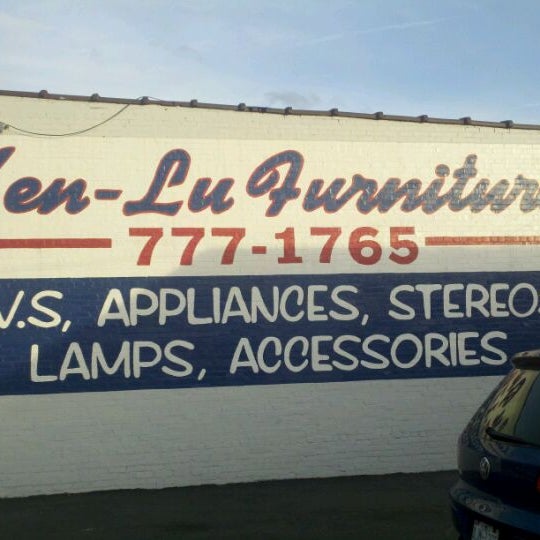 en-Lu Furnitur
777-1765
V.S, APPLIANCES, STEREO
LAMPS, ACCESSORIES